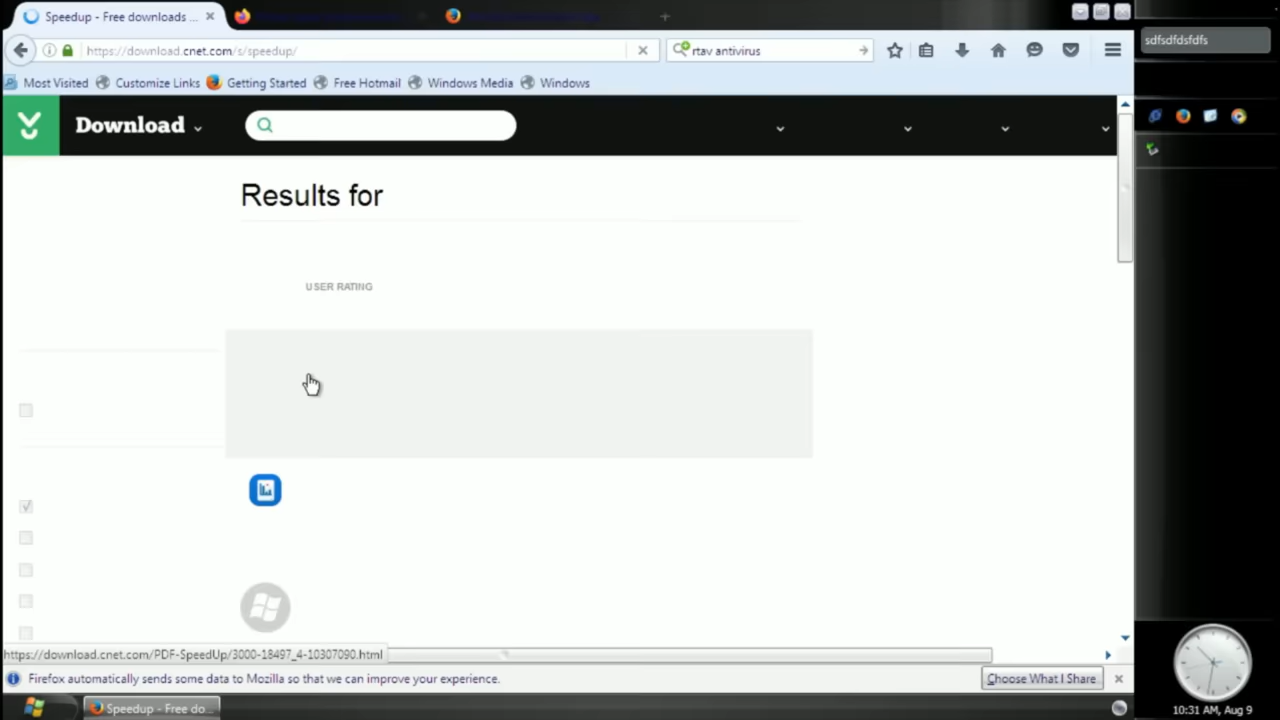 Speedup - Free downloads ...
sdfsdfdsfdfs
https://download.cnet.com/s/speedup/
rtav antivirus
Most Visited
Customize Links
Getting Started
Free Hotmail
Windows Media
Windows
Download
Results for
USER RATING
https://download.cnet.com/PDF-SpeedUp/3000-18497_4-10307090.html
Firefox automatically sends some data to Mozilla so that we can improve your experience.
Choose What I Share
Speedup - Free do...
10:31 AM, Aug 9